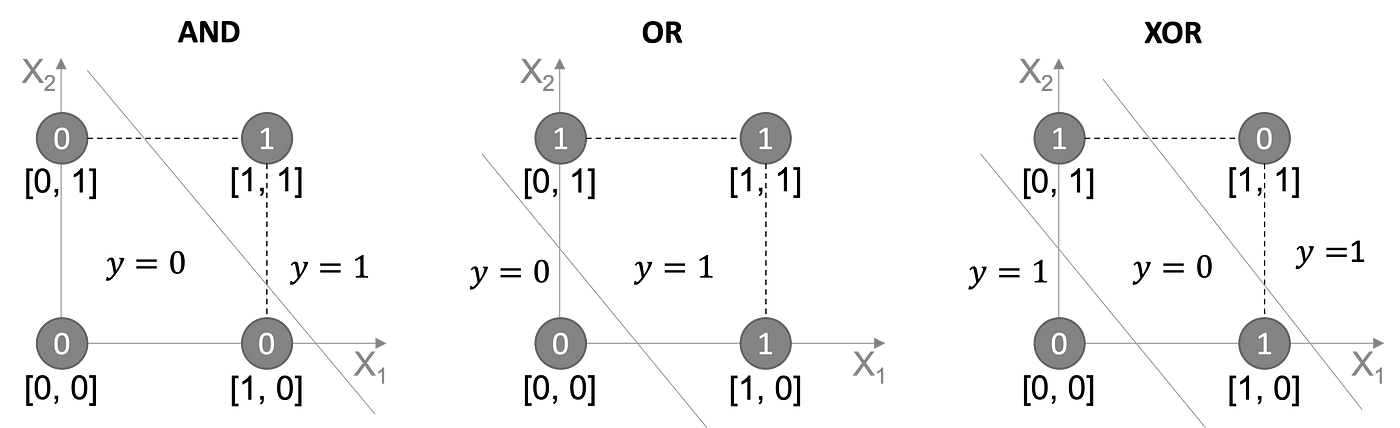 AND
X2
0
1
[0, 1]
[1, 1]
y = 0
y = 1
0
0
X1
[0, 0]
[1, 0]
OR
X2
1
1
[0, 1]
[1, 1]
y = 0
y = 1
0
1
X1
[0, 0]
[1, 0]
XOR
X2
1
0
[0, 1]
[1, 1]
y = 1
y = 0
y =1
0
1
X1
[0, 0]
[1, 0]